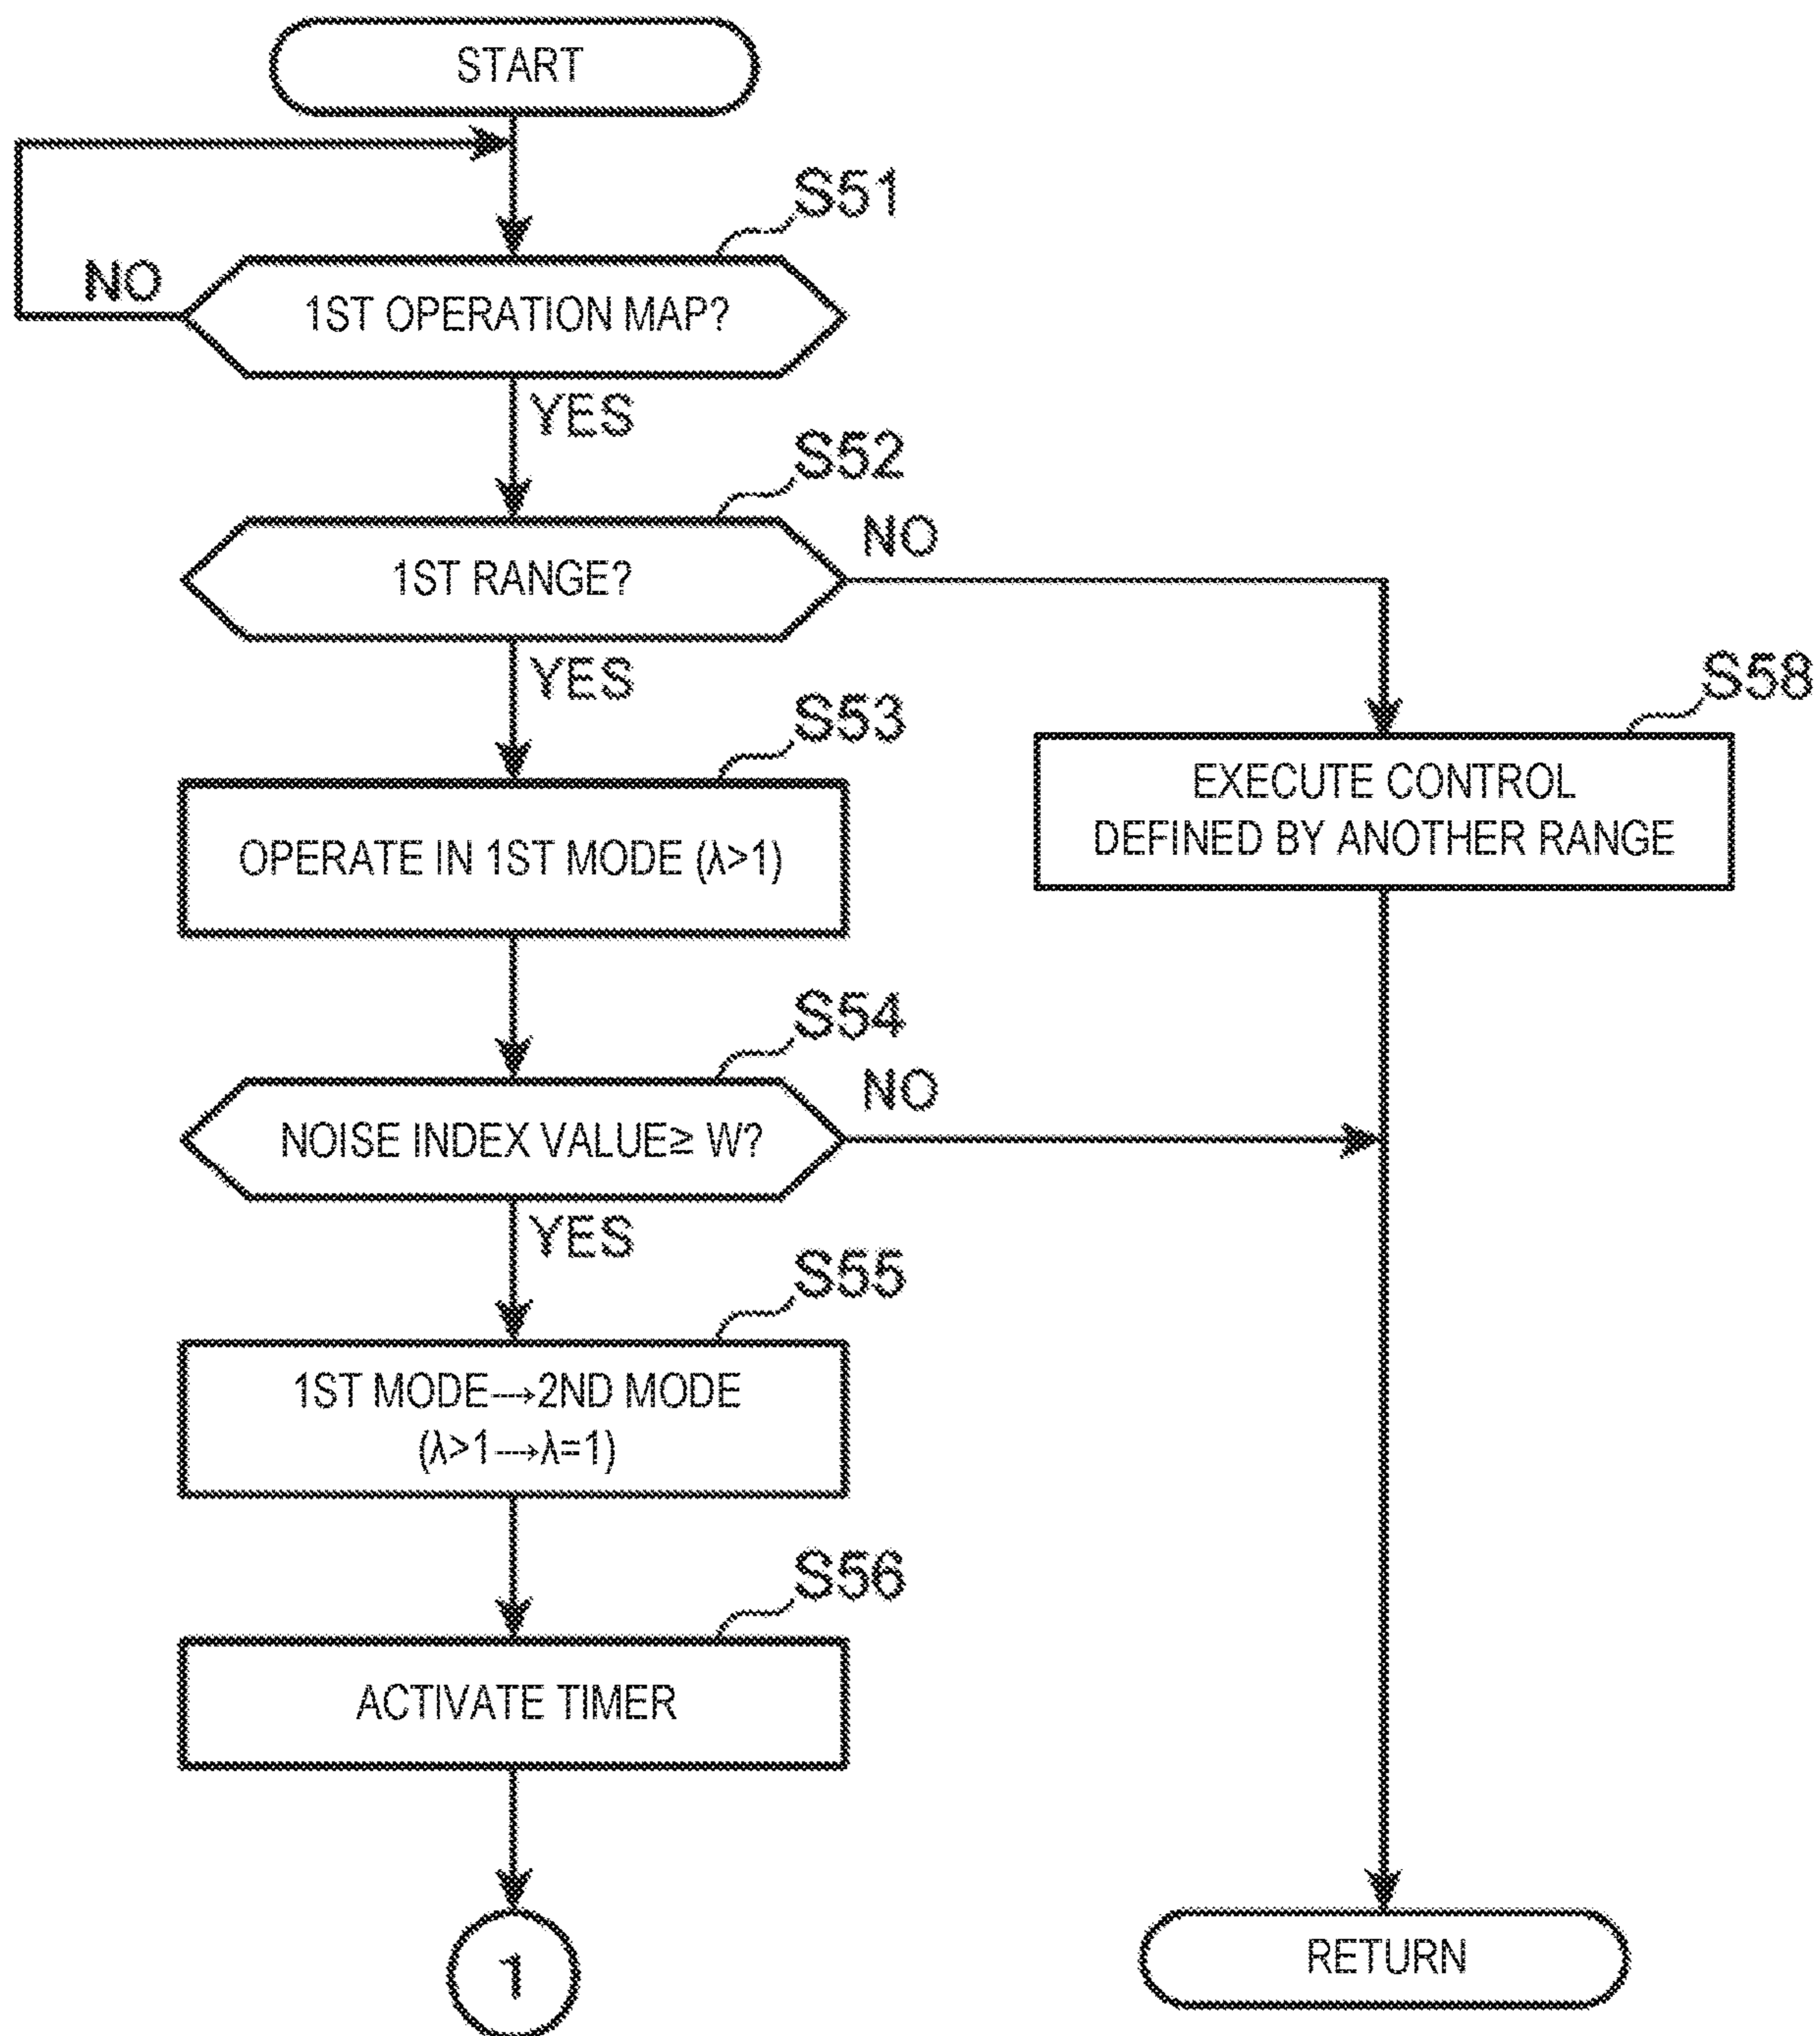 START
S51
NO
1ST OPERATION MAP?
YES
S52
NO
1ST RANGE?
YES
S53
S58
OPERATE IN 1ST MODE (λ>1)
EXECUTE CONTROL
DEFINED BY ANOTHER RANGE
S54
NO
NOISE INDEX VALUE≥ W?
YES
S55
1ST MODE→2ND MODE
(λ>1→λ=1)
S56
ACTIVATE TIMER
1
RETURN